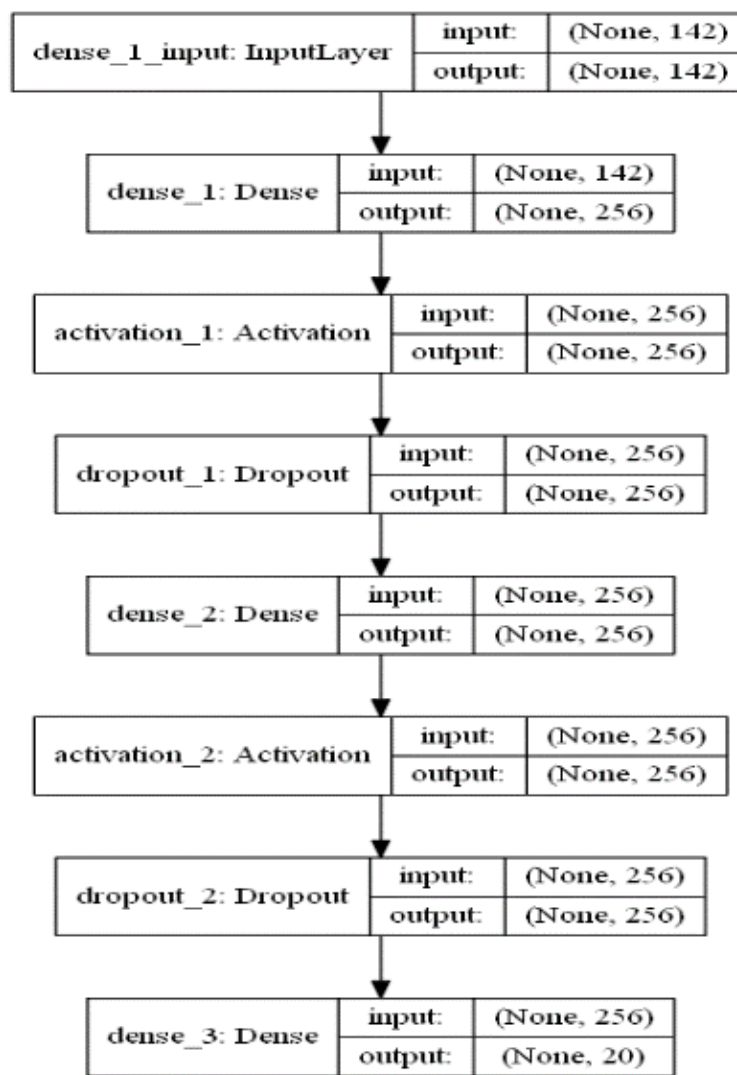 dense_1_input: InputLayer input: (None, 142)
output: (None, 142)
dense_1: Dense input: (None, 142)
output: (None, 256)
activation_1: Activation input: (None, 256)
output: (None, 256)
dropout_1: Dropout input: (None, 256)
output: (None, 256)
dense_2: Dense input: (None, 256)
output: (None, 256)
activation_2: Activation input: (None, 256)
output: (None, 256)
dropout_2: Dropout input: (None, 256)
output: (None, 256)
dense_3: Dense input: (None, 256)
output: (None, 20)